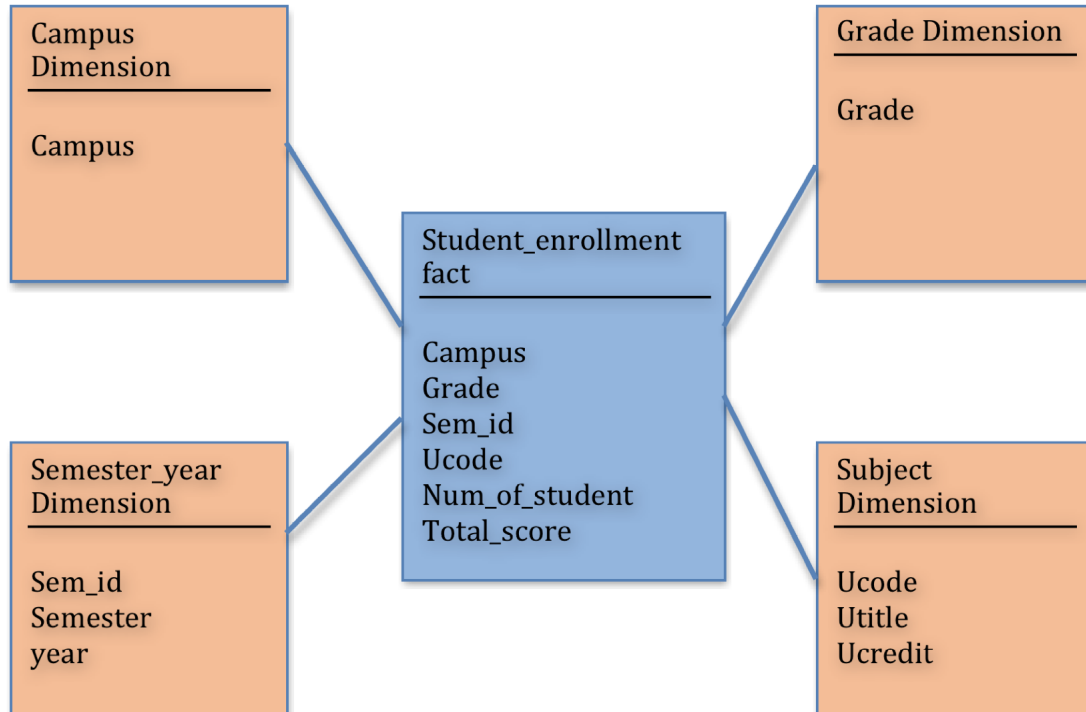 Campus
Dimension
Campus
Grade Dimension
Grade
Student_enrollment
fact
Campus
Grade
Sem_id
Ucode
Num_of_student
Total_score
Semester_year
Dimension
Sem_id
Semester
year
Subject
Dimension
Ucode
Utitle
Ucredit